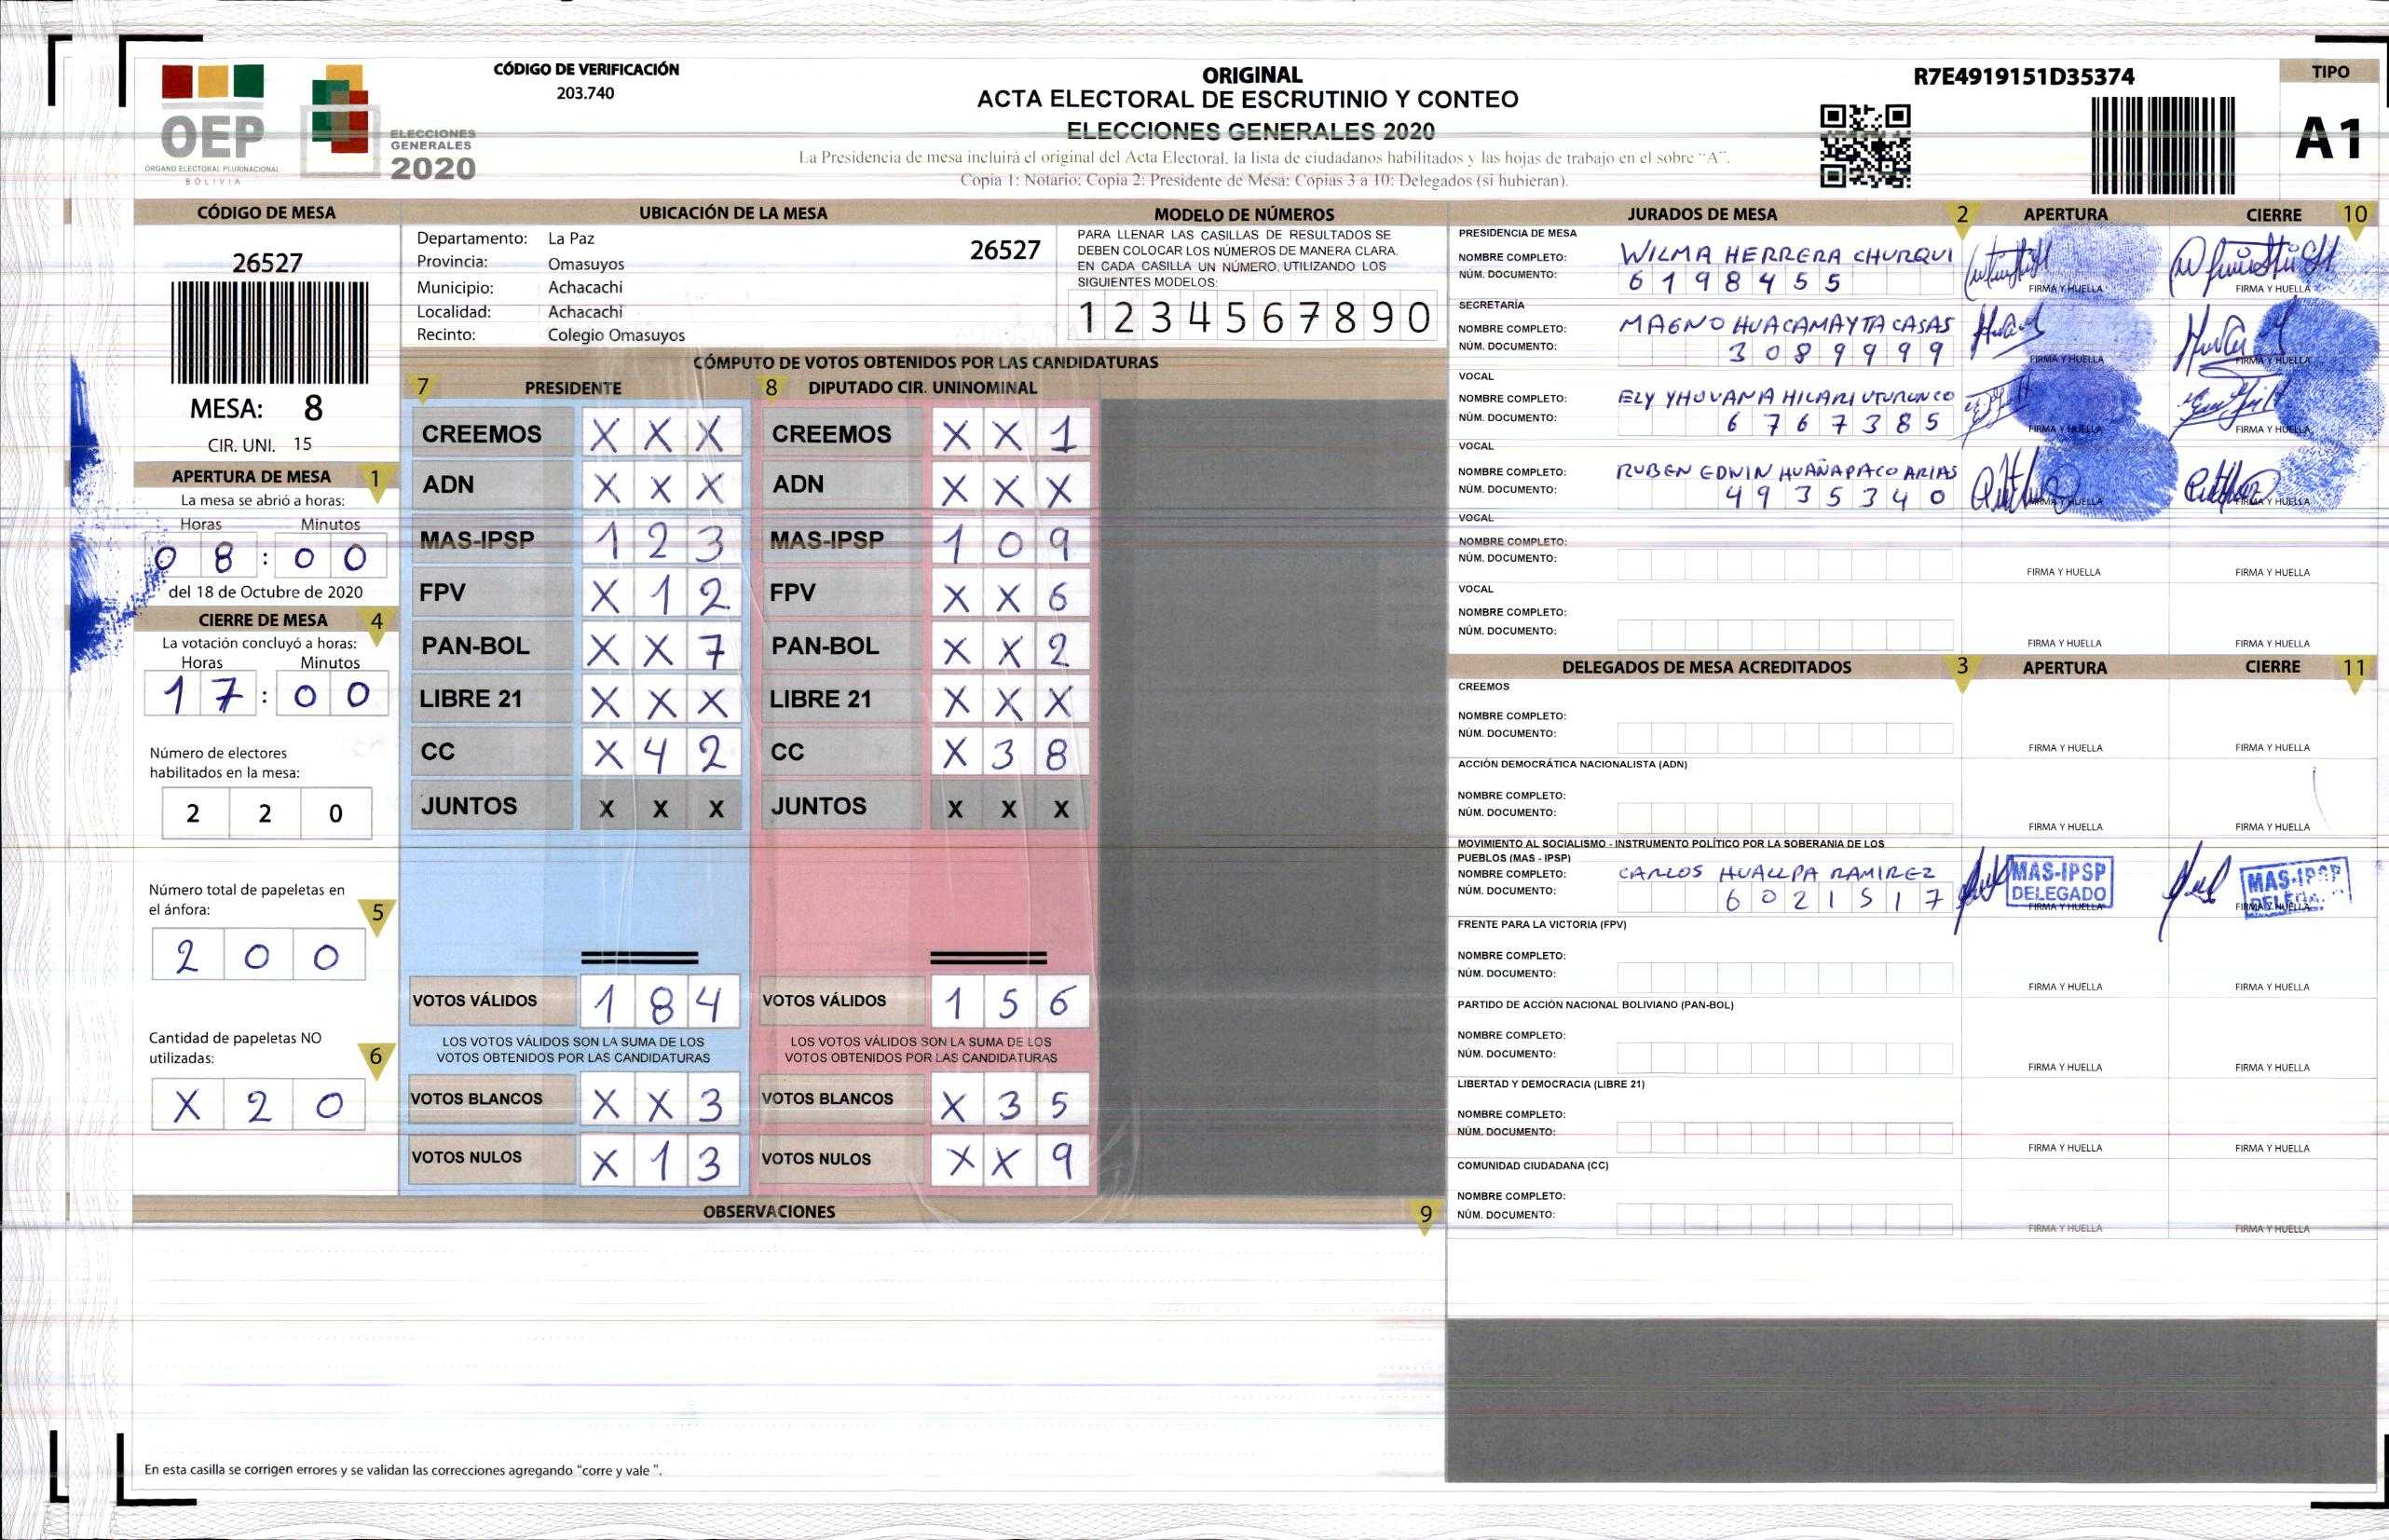 CÓDIGO DE VERIFICACIÓN
203.740
OEP
ORGANO ELECTORAL PLURINACIONAL
BOLIVIA
ELECCIONES
GENERALES
2020
ORIGINAL
ACTA ELECTORAL DE ESCRUTINIO Y CONTEO
ELECCIONES GENERALES 2020
La Presidencia de mesa incluirá el original del Acta Electoral, la lista de ciudadanos habilitados y las hojas de trabajo en el sobre "A".
Copia 1: Notario; Copia 2: Presidente de Mesa; Copias 3 a 10: Delegados (si hubieran).
R7E4919151D35374
TIPO
A1
CÓDIGO DE MESA
26527
MESA: 8
CIR. UNI. 15
APERTURA DE MESA 1
La mesa se abrió a horas:
Horas Minutos
0 8 : 0 0
del 18 de Octubre de 2020
CIERRE DE MESA 4
La votación concluyó a horas:
Horas Minutos
1 7 : 0 0
Número de electores
habilitados en la mesa:
2 2 0
Número total de papeletas en
el ánfora: 5
2 0 0
Cantidad de papeletas NO
utilizadas: 6
X 2 0
UBICACIÓN DE LA MESA
Departamento: La Paz
Provincia: Omasuyos
Municipio: Achacachi
Localidad: Achacachi
Recinto: Colegio Omasuyos
26527
MODELO DE NÚMEROS
PARA LLENAR LAS CASILLAS DE RESULTADOS SE
DEBEN COLOCAR LOS NÚMEROS DE MANERA CLARA.
EN CADA CASILLA UN NÚMERO, UTILIZANDO LOS
SIGUIENTES MODELOS:
1 2 3 4 5 6 7 8 9 0
CÓMPUTO DE VOTOS OBTENIDOS POR LAS CANDIDATURAS
7 PRESIDENTE
CREEMOS X X X
ADN X X X
MAS-IPSP 1 2 3
FPV X 1 2
PAN-BOL X X 7
LIBRE 21 X X X
CC X 4 2
JUNTOS X X X
VOTOS VÁLIDOS 1 8 4
LOS VOTOS VÁLIDOS SON LA SUMA DE LOS
VOTOS OBTENIDOS POR LAS CANDIDATURAS
VOTOS BLANCOS X X 3
VOTOS NULOS X 1 3
8 DIPUTADO CIR. UNINOMINAL
CREEMOS X X 1
ADN X X X
MAS-IPSP 1 0 9
FPV X X 6
PAN-BOL X X 2
LIBRE 21 X X X
CC X 3 8
JUNTOS X X X
VOTOS VÁLIDOS 1 5 6
LOS VOTOS VÁLIDOS SON LA SUMA DE LOS
VOTOS OBTENIDOS POR LAS CANDIDATURAS
VOTOS BLANCOS X 3 5
VOTOS NULOS X X 9
OBSERVACIONES 9
En esta casilla se corrigen errores y se validan las correcciones agregando "corre y vale ".
JURADOS DE MESA 2 APERTURA CIERRE 10
PRESIDENCIA DE MESA
NOMBRE COMPLETO: WILMA HERRERA CHURQUI
NÚM. DOCUMENTO: 6 1 9 8 4 5 5
FIRMA Y HUELLA FIRMA Y HUELLA
SECRETARÍA
NOMBRE COMPLETO: MAGNO HUACAMAYTA CASAS
NÚM. DOCUMENTO: 3 0 8 9 9 9 9
FIRMA Y HUELLA FIRMA Y HUELLA
VOCAL
NOMBRE COMPLETO: ELY YHOVANA HILARI UTURUNCO
NÚM. DOCUMENTO: 6 7 6 7 3 8 5
FIRMA Y HUELLA FIRMA Y HUELLA
VOCAL
NOMBRE COMPLETO: RUBEN EDWIN HUAÑAPACO ARIAS
NÚM. DOCUMENTO: 4 9 3 5 3 4 0
FIRMA Y HUELLA FIRMA Y HUELLA
VOCAL
NOMBRE COMPLETO:
NÚM. DOCUMENTO:
FIRMA Y HUELLA FIRMA Y HUELLA
VOCAL
NOMBRE COMPLETO:
NÚM. DOCUMENTO:
FIRMA Y HUELLA FIRMA Y HUELLA
DELEGADOS DE MESA ACREDITADOS 3 APERTURA CIERRE 11
CREEMOS
NOMBRE COMPLETO:
NÚM. DOCUMENTO:
FIRMA Y HUELLA FIRMA Y HUELLA
ACCIÓN DEMOCRÁTICA NACIONALISTA (ADN)
NOMBRE COMPLETO:
NÚM. DOCUMENTO:
FIRMA Y HUELLA FIRMA Y HUELLA
MOVIMIENTO AL SOCIALISMO - INSTRUMENTO POLÍTICO POR LA SOBERANIA DE LOS
PUEBLOS (MAS - IPSP)
NOMBRE COMPLETO: CARLOS HUALLPA RAMIREZ
NÚM. DOCUMENTO: 6 0 2 1 5 1 7
MAS-IPSP
DELEGADO
FIRMA Y HUELLA
MAS-IPSP
FIRMA Y HUELLA
FRENTE PARA LA VICTORIA (FPV)
NOMBRE COMPLETO:
NÚM. DOCUMENTO:
FIRMA Y HUELLA FIRMA Y HUELLA
PARTIDO DE ACCIÓN NACIONAL BOLIVIANO (PAN-BOL)
NOMBRE COMPLETO:
NÚM. DOCUMENTO:
FIRMA Y HUELLA FIRMA Y HUELLA
LIBERTAD Y DEMOCRACIA (LIBRE 21)
NOMBRE COMPLETO:
NÚM. DOCUMENTO:
FIRMA Y HUELLA FIRMA Y HUELLA
COMUNIDAD CIUDADANA (CC)
NOMBRE COMPLETO:
NÚM. DOCUMENTO:
FIRMA Y HUELLA FIRMA Y HUELLA